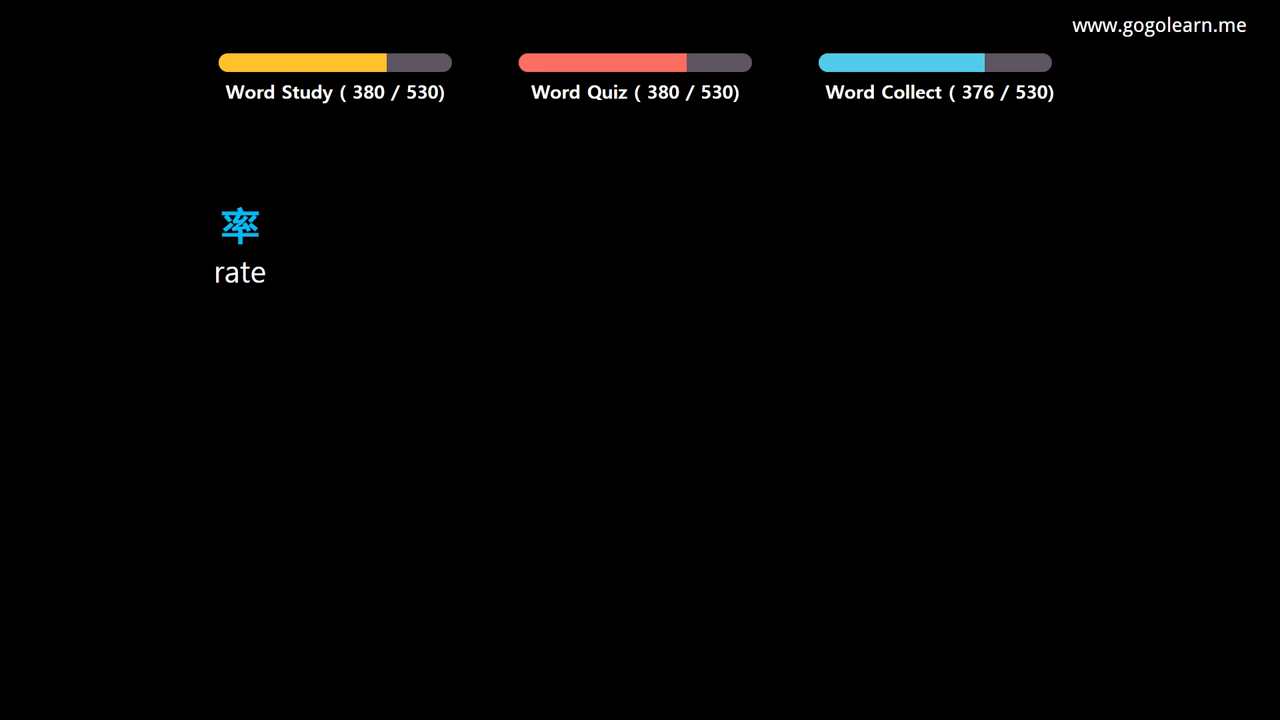 www.gogolearn.me
Word Study ( 380 / 530)
Word Quiz ( 380 / 530)
Word Collect ( 376 / 530)
率
rate